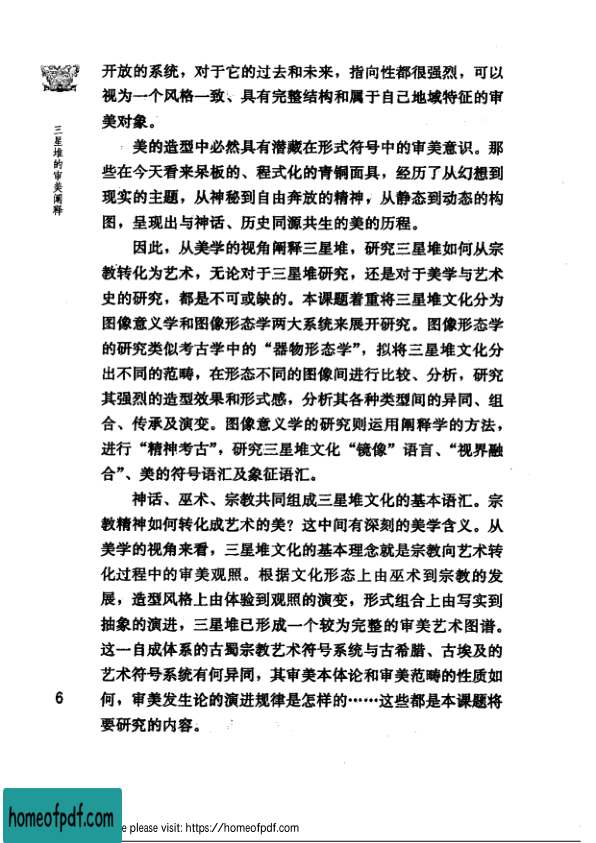 开放的系统，对于它的过去和未来，指向性都很强烈，可以
视为一个风格一致、具有完整结构和属于自己地域特征的审
美对象。
美的造型中必然具有潜藏在形式符号中的审美意识。那
些在今天看来呆板的、程式化的青铜面具，经历了从幻想到
现实的主题，从神秘到自由奔放的精神，从静态到动态的构
图，呈现出与神话、历史同源共生的美的历程。
因此，从美学的视角阐释三星堆，研究三星堆如何从宗
教转化为艺术，无论对于三星堆研究，还是对于美学与艺术
史的研究，都是不可或缺的。本课题着重将三星堆文化分为
图像意义学和图像形态学两大系统来展开研究。图像形态学
的研究类似考古学中的“器物形态学”，拟将三星堆文化分
出不同的范畴，在形态不同的图像间进行比较、分析，研究
其强烈的造型效果和形式感，分析其各种类型间的异同、组
合、传承及演变。图像意义学的研究则运用阐释学的方法，
进行“精神考古”，研究三星堆文化“镜像”语言、“视界融
合”、美的符号语汇及象征语汇。
神话、巫术、宗教共同组成三星堆文化的基本语汇。宗
教精神如何转化成艺术的美？这中间有深刻的美学含义。从
美学的视角来看，三星堆文化的基本理念就是宗教向艺术转
化过程中的审美观照。根据文化形态上由巫术到宗教的发
展，造型风格上由体验到观照的演变，形式组合上由写实到
抽象的演进，三星堆已形成一个较为完整的审美艺术图谱。
这一自成体系的古蜀宗教艺术符号系统与古希腊、古埃及的
艺术符号系统有何异同，其审美本体论和审美范畴的性质如
何，审美发生论的演进规律是怎样的……这些都是本课题将
要研究的内容。
三星堆的审美阐释
6
homeofpdf.com
e please visit: https://homeofpdf.com